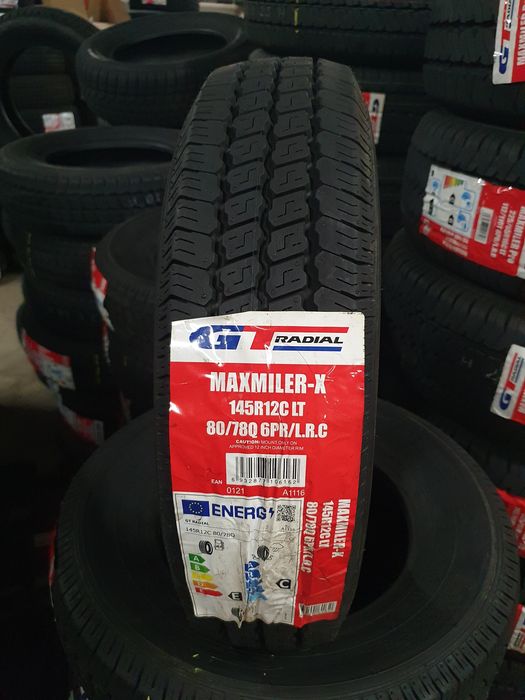 GT RADIAL
MAXMILER-X
145R12C LT
80/78Q 6PR/L.R.C
CAUTION: MOUNT ONLY ON
APPROVED 12 INCH DIAMETER RIM
EAN
0121
A1116
ENERG
GT RADIAL
145R12C 80/78Q
A
B
E
C
MAXMILER-X
145R12C LT
80/78Q 6PR/L.R.C